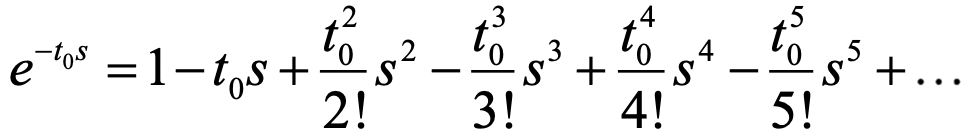 e^{-t_0 s} = 1 - t_0 s + \frac{t_0^2}{2!} s^2 - \frac{t_0^3}{3!} s^3 + \frac{t_0^4}{4!} s^4 - \frac{t_0^5}{5!} s^5 + \dots